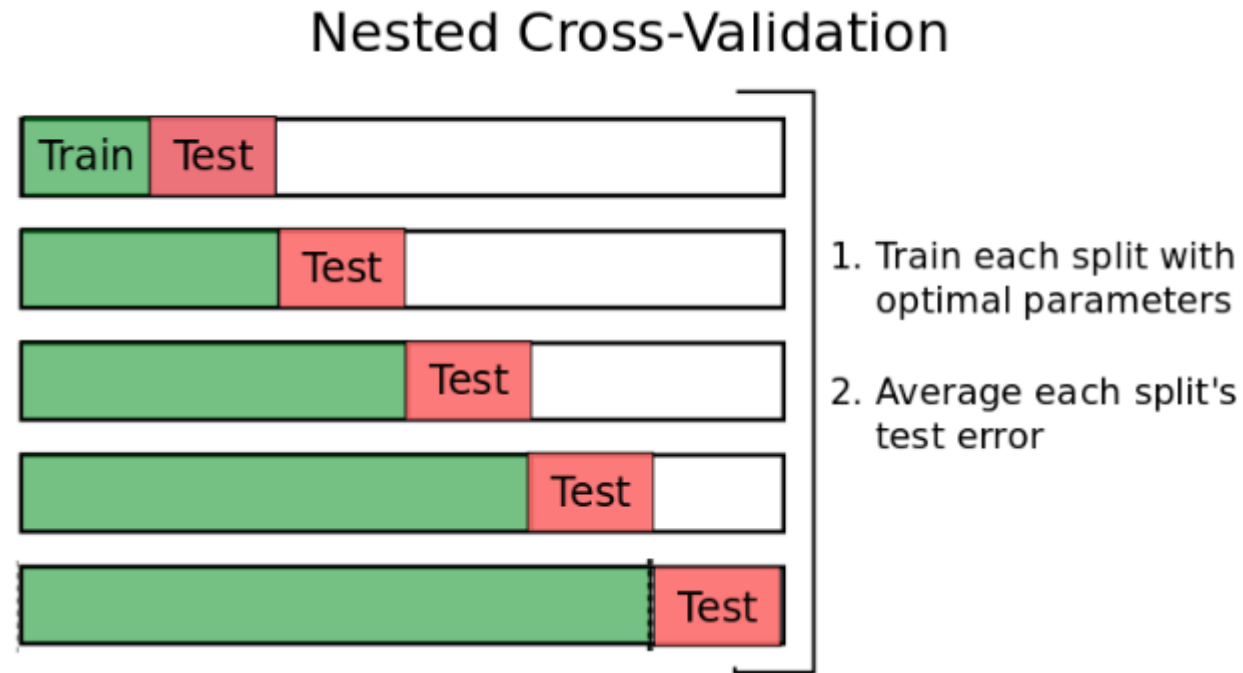 Nested Cross-Validation
Train Test
Test
Test
Test
Test
1. Train each split with
optimal parameters
2. Average each split's
test error